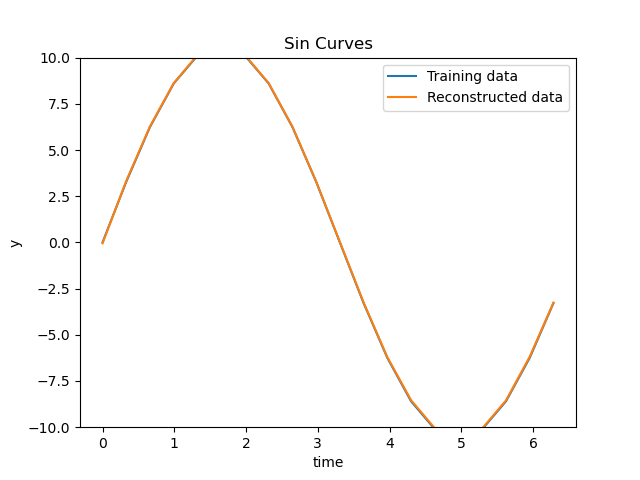 Sin Curves
Training data
Reconstructed data
10.0
7.5
5.0
2.5
0.0
−2.5
−5.0
−7.5
−10.0
y
0 1 2 3 4 5 6
time